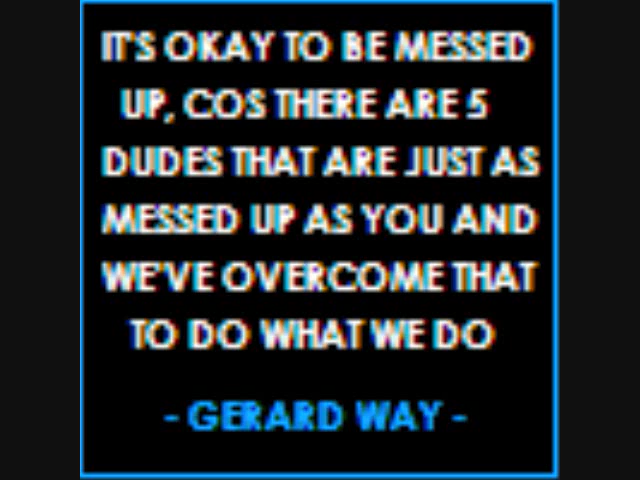 IT'S OKAY TO BE MESSED
UP, COS THERE ARE 5
DUDES THAT ARE JUST AS
MESSED UP AS YOU AND
WE'VE OVERCOME THAT
TO DO WHAT WE DO
- GERARD WAY -